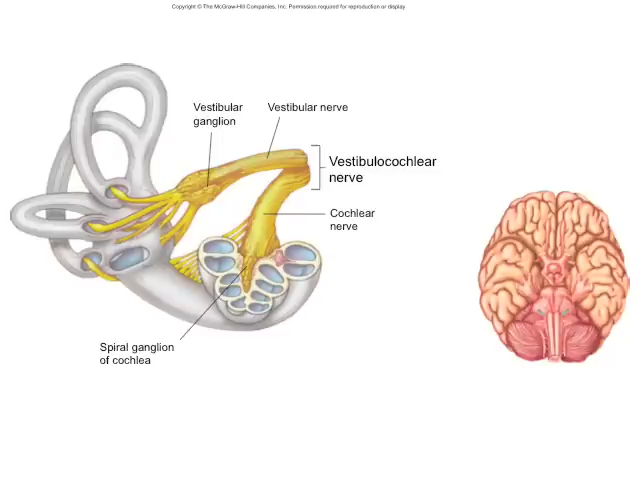 Copyright © The McGraw-Hill Companies, Inc. Permission required for reproduction or display
Vestibular
ganglion
Vestibular nerve
Vestibulocochlear
nerve
Cochlear
nerve
Spiral ganglion
of cochlea